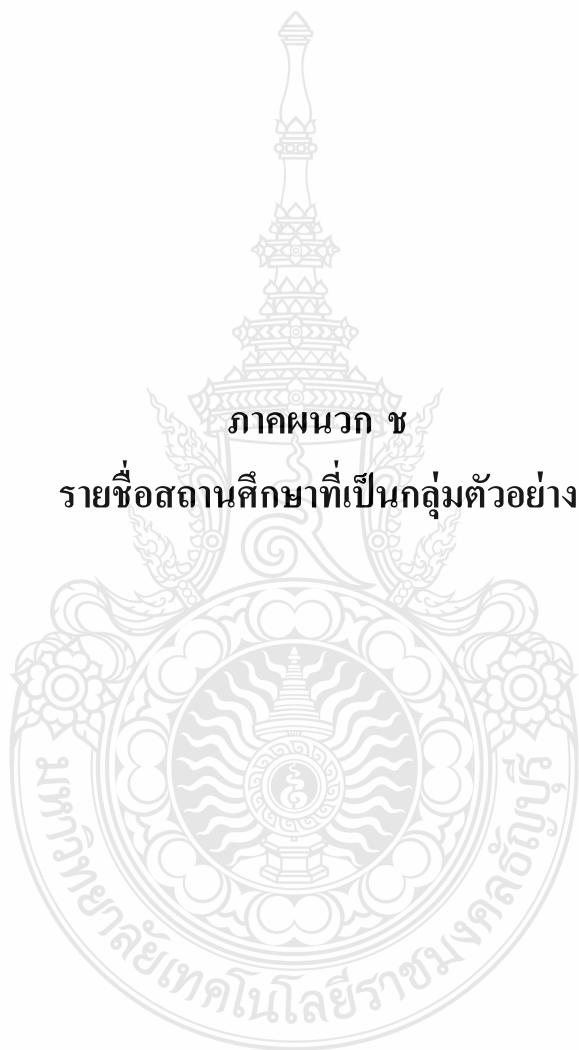 ภาคผนวก ช
รายชื่อสถานศึกษาที่เป็นกลุ่มตัวอย่าง
มหาวิทยาลัยเทคโนโลยีราชมงคลธัญบุรี